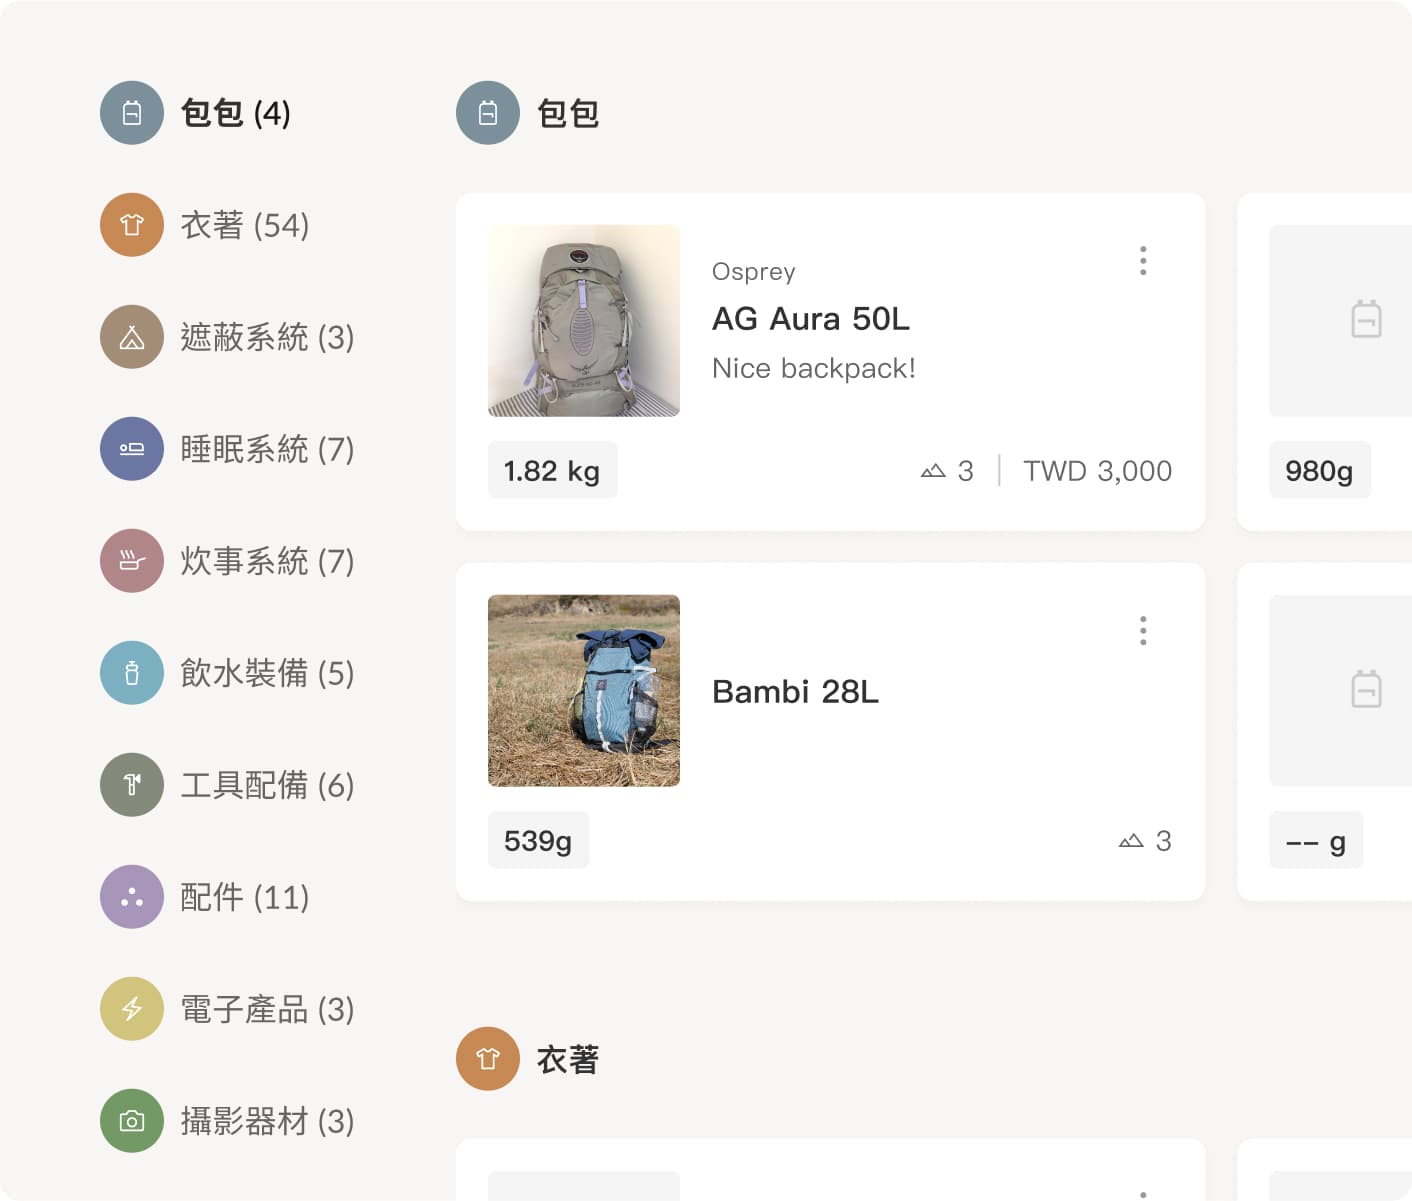 包包 (4)
衣著 (54)
遮蔽系統 (3)
睡眠系統 (7)
炊事系統 (7)
飲水裝備 (5)
工具配備 (6)
配件 (11)
電子產品 (3)
攝影器材 (3)
包包
Osprey
AG Aura 50L
Nice backpack!
1.82 kg
3
TWD 3,000
980g
Bambi 28L
539g
3
-- g
衣著